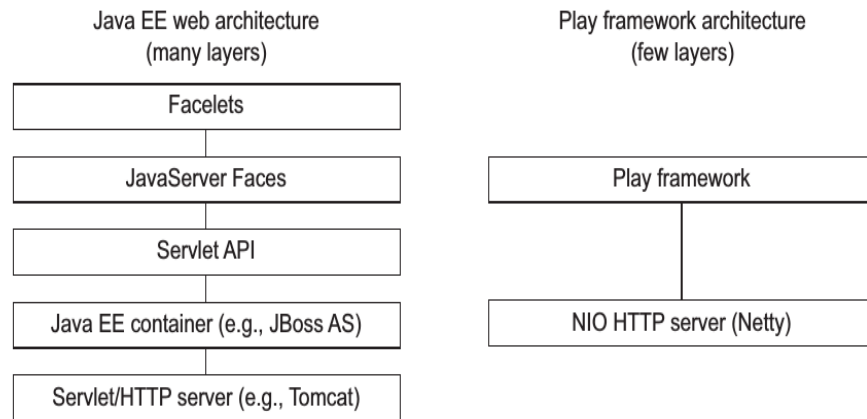 Java EE web architecture
(many layers)
Facelets
JavaServer Faces
Servlet API
Java EE container (e.g., JBoss AS)
Servlet/HTTP server (e.g., Tomcat)
Play framework architecture
(few layers)
Play framework
NIO HTTP server (Netty)